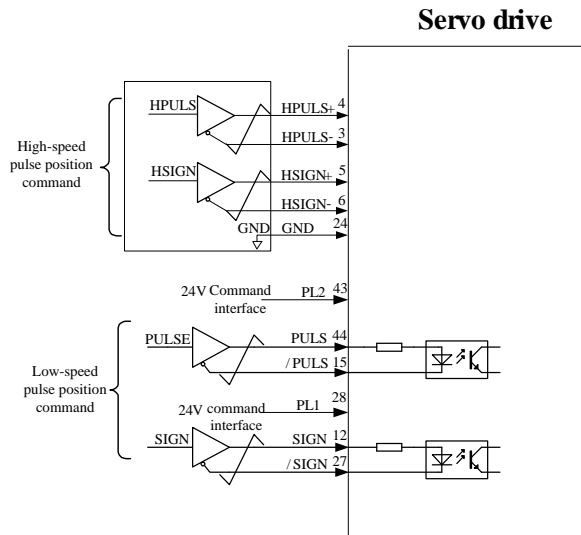 Servo drive
HPULS
HPULS+ 4
HPULS- 3
High-speed
pulse position
command
HSIGN
HSIGN+ 5
HSIGN- 6
GND GND 24
24V Command
interface
PL2 43
PULSE
PULS 44
/PULS 15
Low-speed
pulse position
command
24V command
interface
PL1 28
SIGN
SIGN 12
/SIGN 27